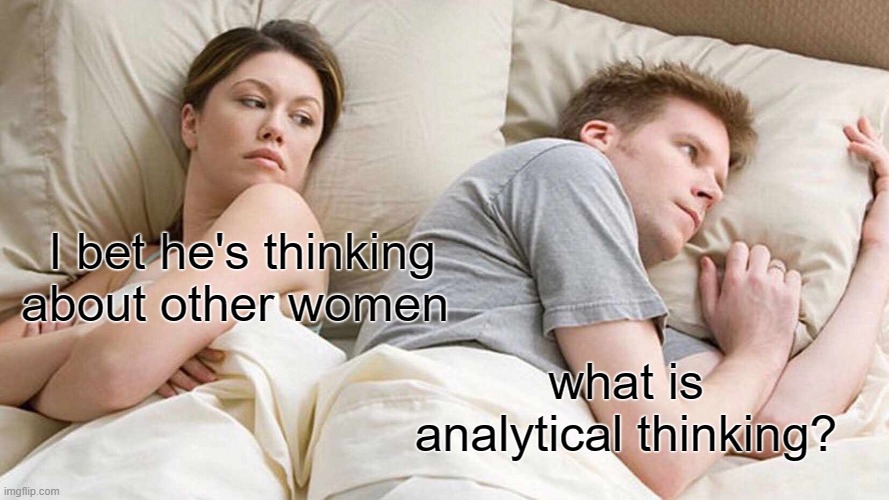 I bet he's thinking
about other women
what is
analytical thinking?
imgflip.com